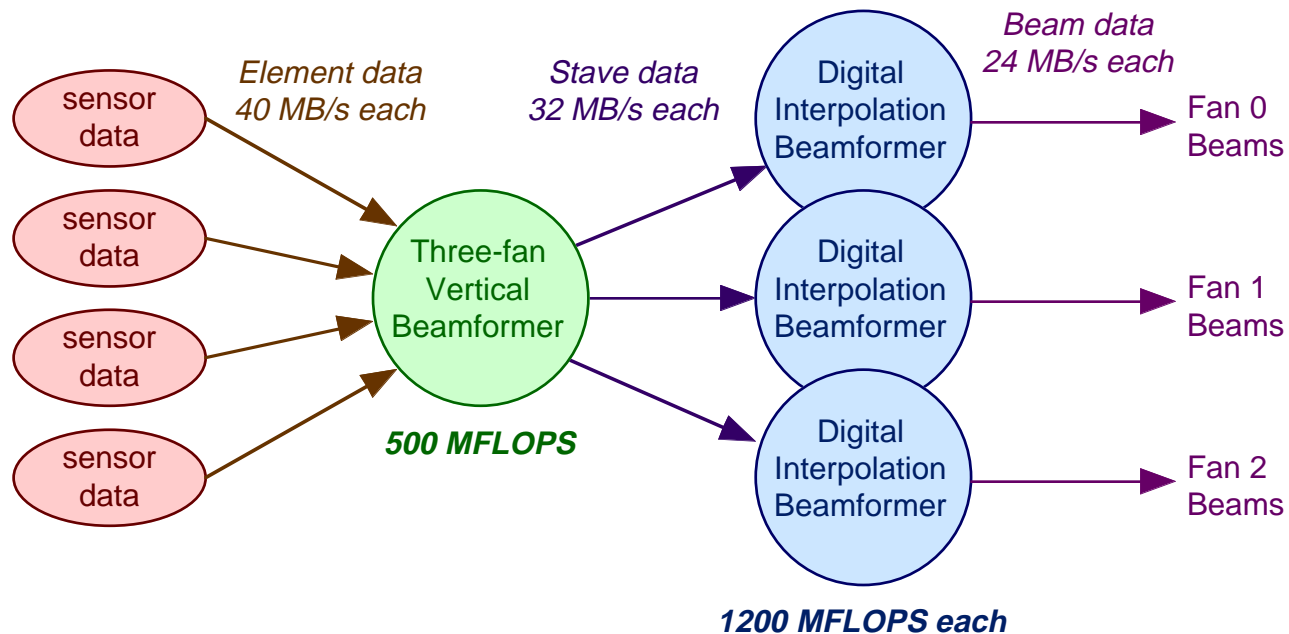 sensor
data
sensor
data
sensor
data
sensor
data
Element data
40 MB/s each
Three-fan
Vertical
Beamformer
500 MFLOPS
Stave data
32 MB/s each
Digital
Interpolation
Beamformer
Digital
Interpolation
Beamformer
Digital
Interpolation
Beamformer
1200 MFLOPS each
Beam data
24 MB/s each
Fan 0
Beams
Fan 1
Beams
Fan 2
Beams